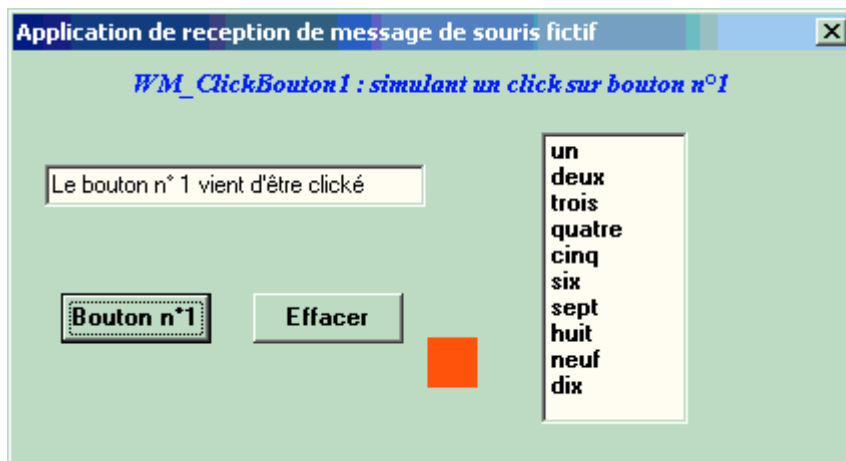 Application de reception de message de souris fictif
WM_ClickBouton1 : simulant un click sur bouton n°1
Le bouton n° 1 vient d'être clické
un
deux
trois
quatre
cinq
six
sept
huit
neuf
dix
Bouton n°1
Effacer